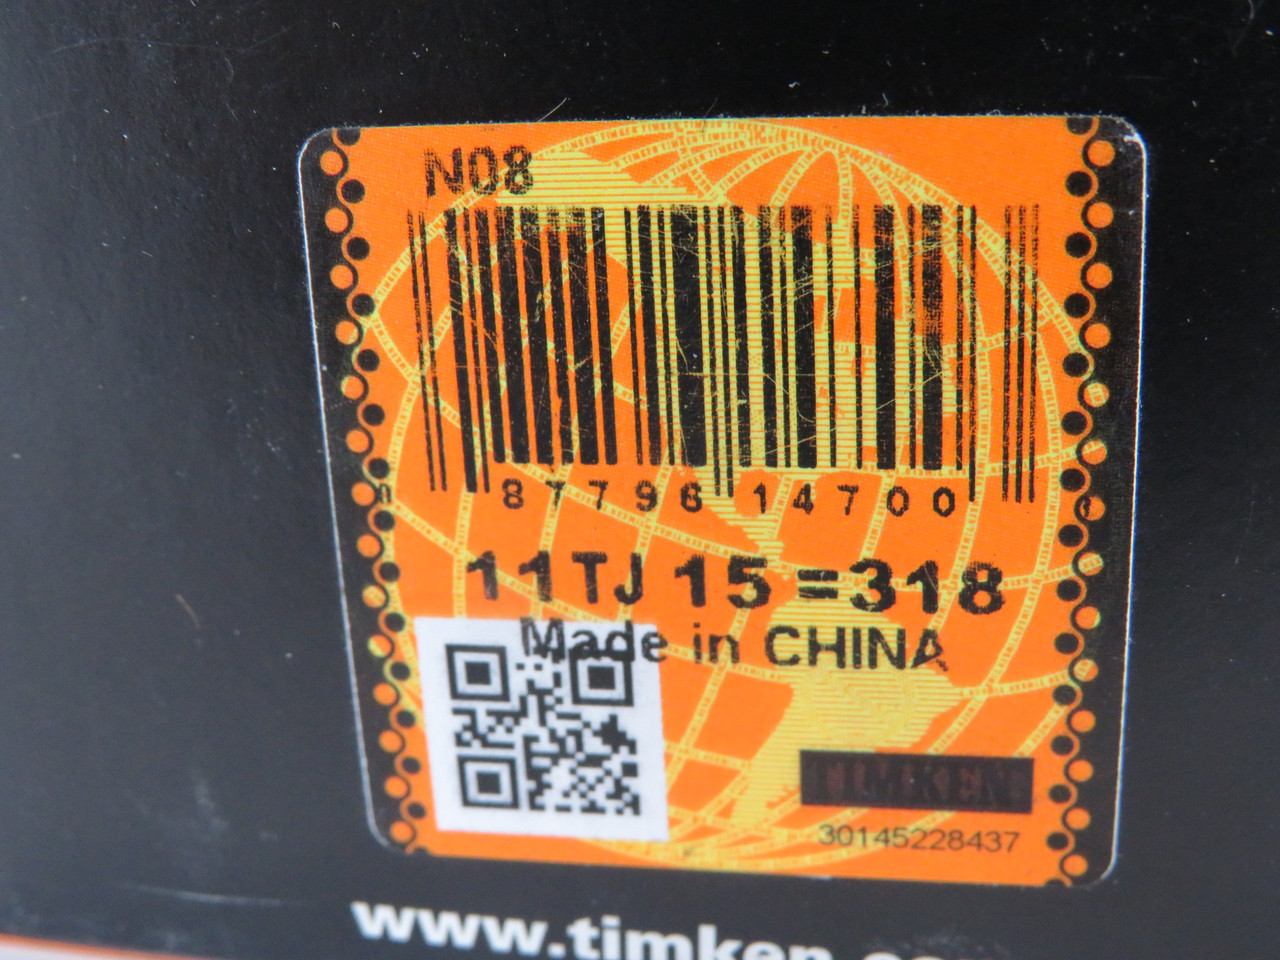 N08
87796 14700
11TJ 15 =318
Made in CHINA
TIMKEN
30145228437
www.timken.co